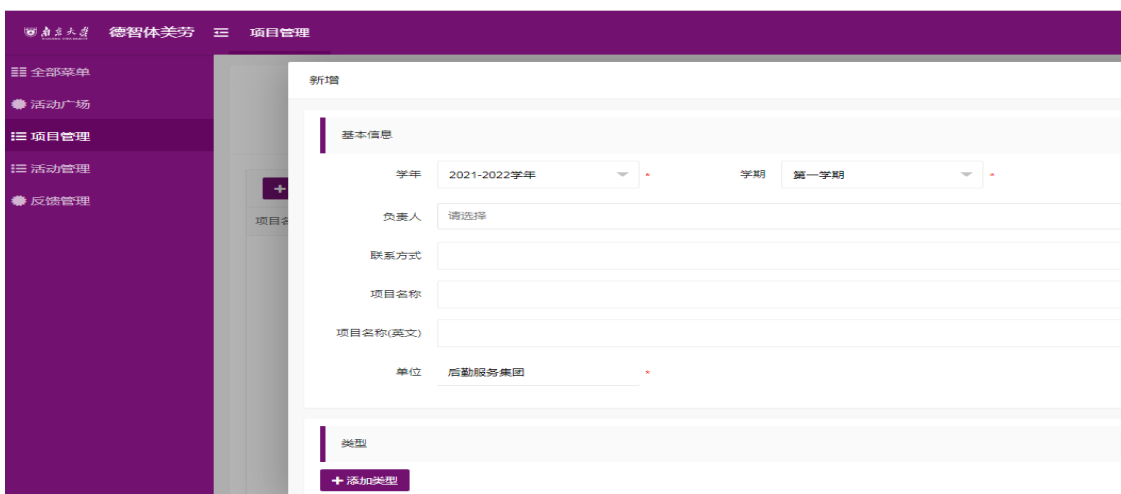 南京大学 德智体美劳 项目管理
全部菜单
活动广场
项目管理
活动管理
反馈管理
项目名
新增
基本信息
学年 2021-2022学年 * 学期 第一学期 *
负责人 请选择
联系方式
项目名称
项目名称(英文)
单位 后勤服务集团 *
类型
+ 添加类型